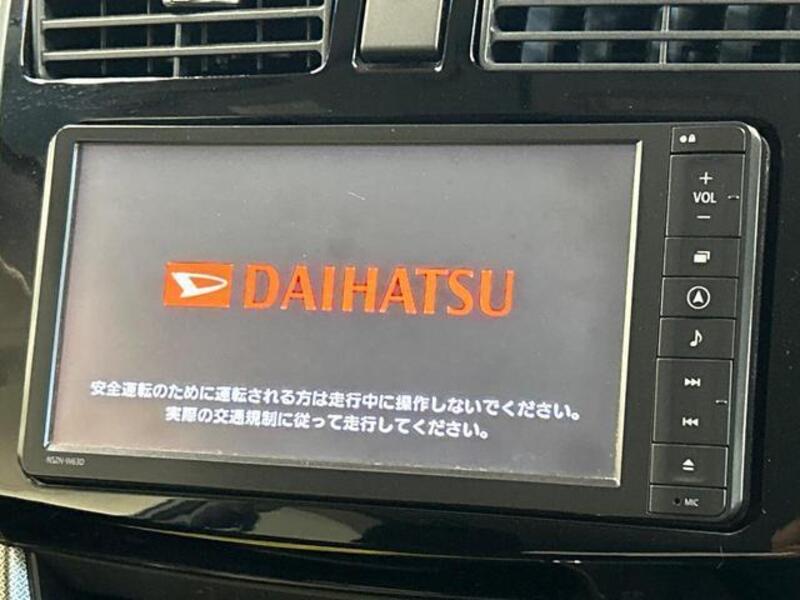 DAIHATSU
安全運転のために運転される方は走行中に操作しないでください。
実際の交通規制に従って走行してください。
NSZN-W63D
+
VOL
−
MIC